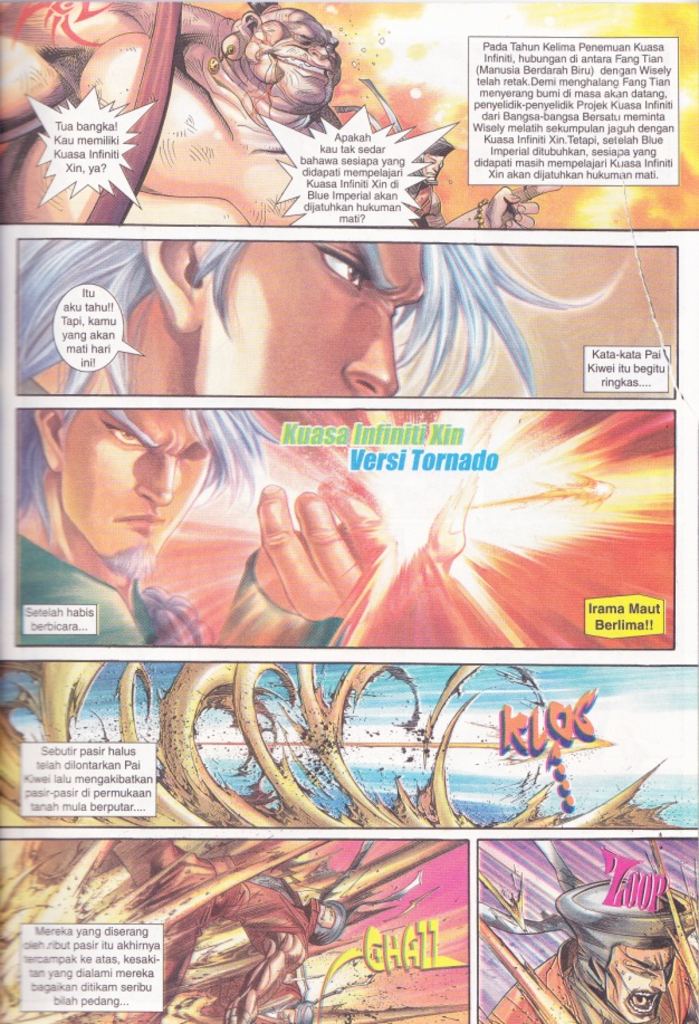 Tua bangka!
Kau memiliki
Kuasa Infiniti
Xin, ya?
Apakah
kau tak sedar
bahawa sesiapa yang
didapati mempelajari
Kuasa Infiniti Xin di
Blue Imperial akan
dijatuhkan hukuman
mati?
Pada Tahun Kelima Penemuan Kuasa
Infiniti, hubungan di antara Fang Tian
(Manusia Berdarah Biru) dengan Wisely
telah retak.Demi menghalang Fang Tian
menyerang bumi di masa akan datang,
penyelidik-penyelidik Projek Kuasa Infiniti
dari Bangsa-bangsa Bersatu meminta
Wisely melatih sekumpulan jaguh dengan
Kuasa Infiniti Xin.Tetapi, setelah Blue
Imperial ditubuhkan, sesiapa yang
didapati masih mempelajari Kuasa Infiniti
Xin akan dijatuhkan hukuman mati.
Itu
aku tahu!!
Tapi, kamu
yang akan
mati hari
ini!
Kata-kata Pai
Kiwei itu begitu
ringkas....
Kuasa Infiniti Xin
Versi Tornado
Setelah habis
berbicara...
Irama Maut
Berlima!!
Sebutir pasir halus
telah dilontarkan Pai
Kiwei lalu mengakibatkan
pasir-pasir di permukaan
tanah mula berputar....
Mereka yang diserang
oleh ribut pasir itu akhirnya
tercampak ke atas, kesaki-
tan yang dialami mereka
bagaikan ditikam seribu
bilah pedang...
ZOOP